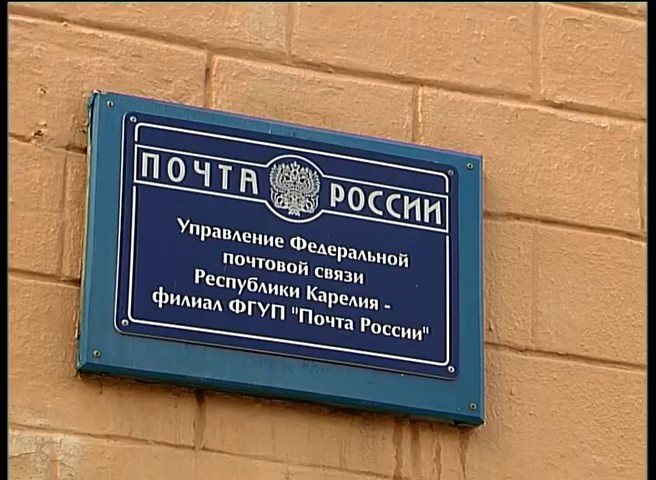 ПОЧТА РОССИИ
Управление Федеральной
почтовой связи
Республики Карелия -
филиал ФГУП "Почта России"